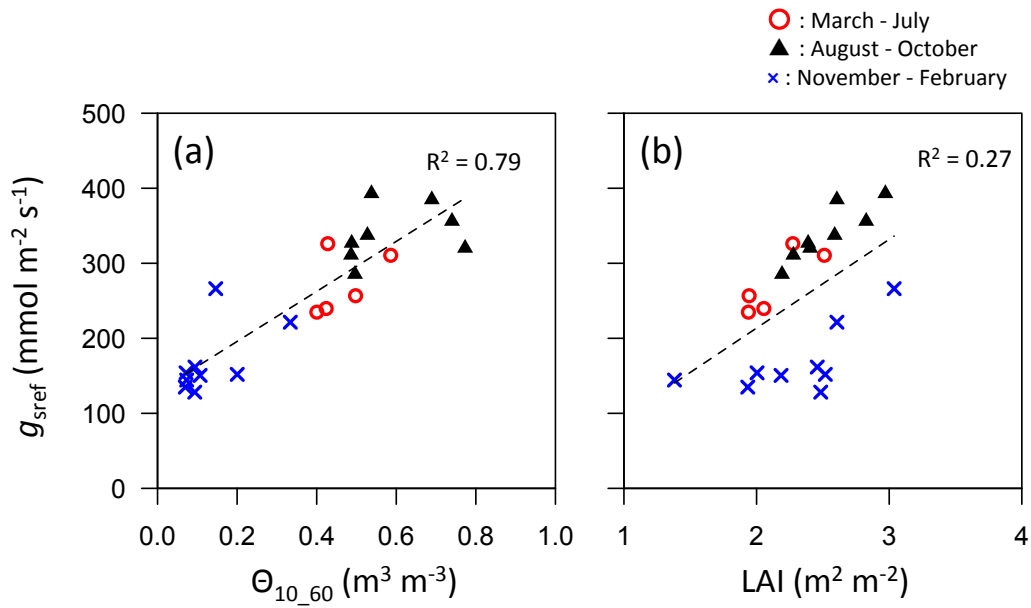 : March - July
: August - October
: November - February
(a)
R² = 0.79
(b)
R² = 0.27
500
400
300
200
100
0
g_sref (mmol m⁻² s⁻¹)
0.0 0.2 0.4 0.6 0.8 1.0
1 2 3 4
Θ₁₀_₆₀ (m³ m⁻³)
LAI (m² m⁻²)